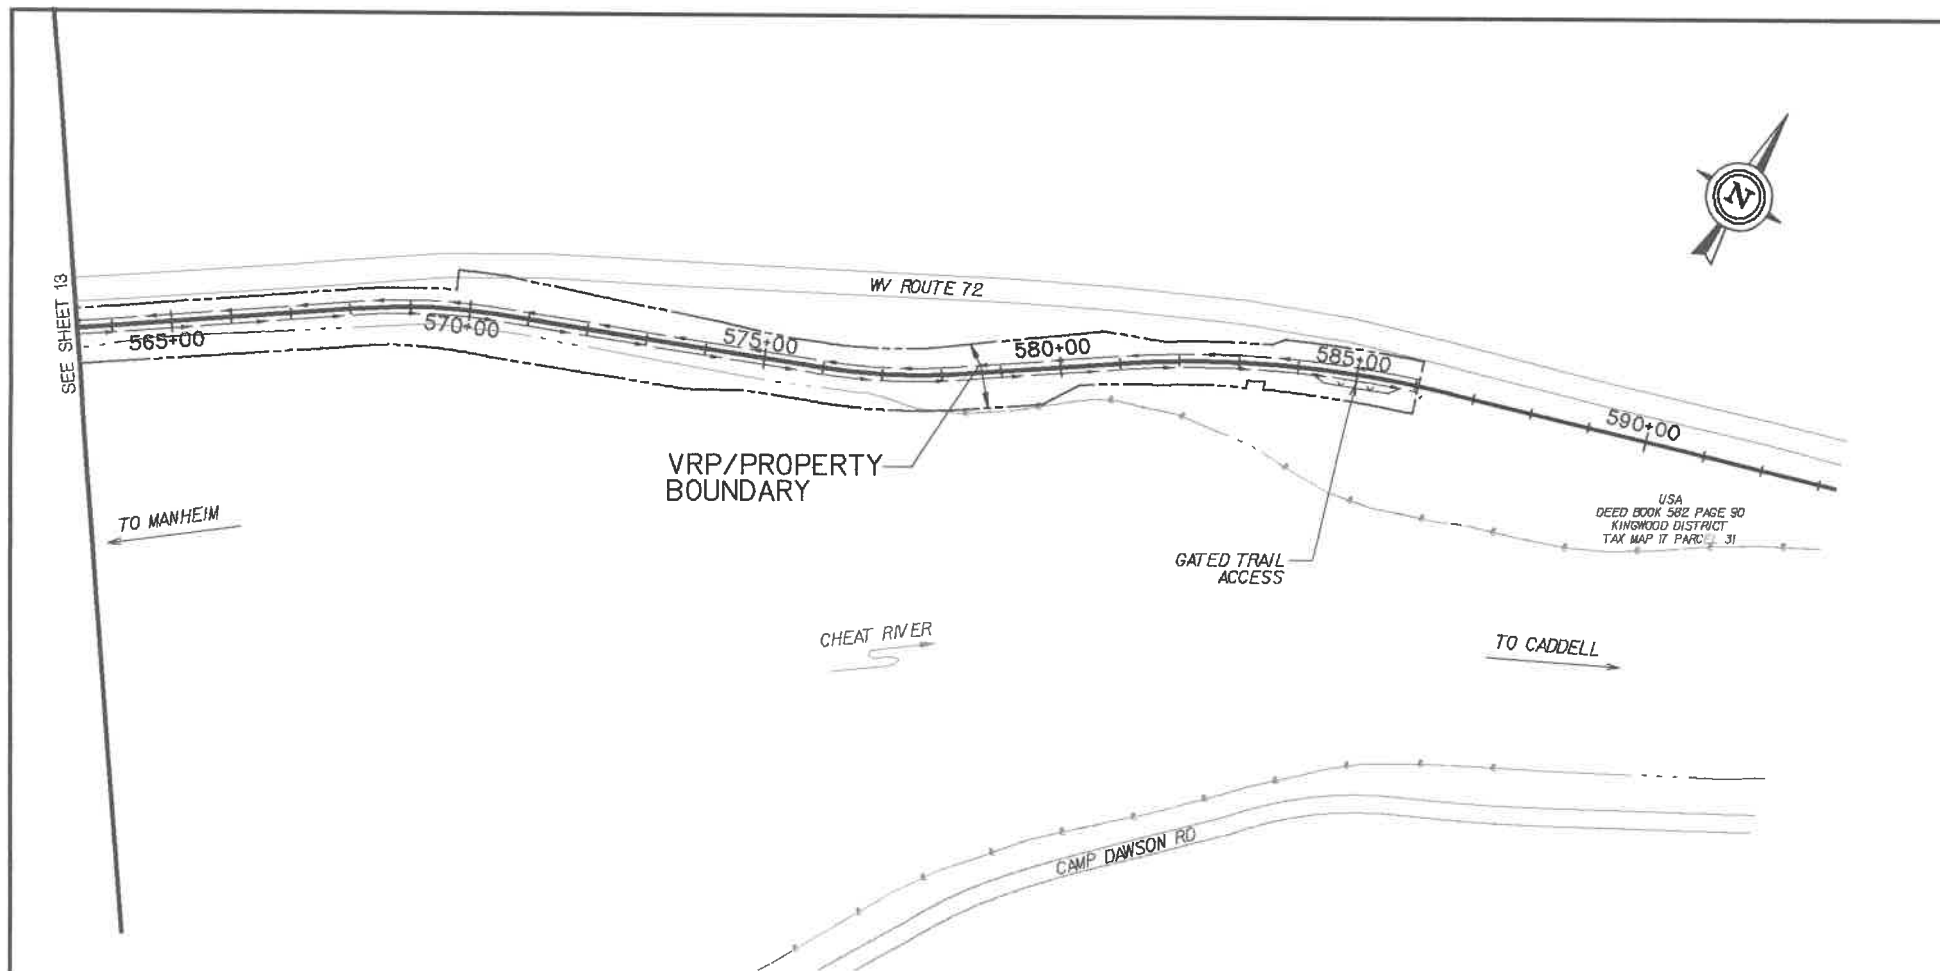 N
SEE SHEET 13
WV ROUTE 72
565+00
570+00
575+00
580+00
585+00
590+00
VRP/PROPERTY
BOUNDARY
TO MANHEIM
USA
DEED BOOK 582 PAGE 90
KINGWOOD DISTRICT
TAX MAP 17 PARCEL 31
GATED TRAIL
ACCESS
CHEAT RIVER
TO CADDELL
CAMP DAWSON RD